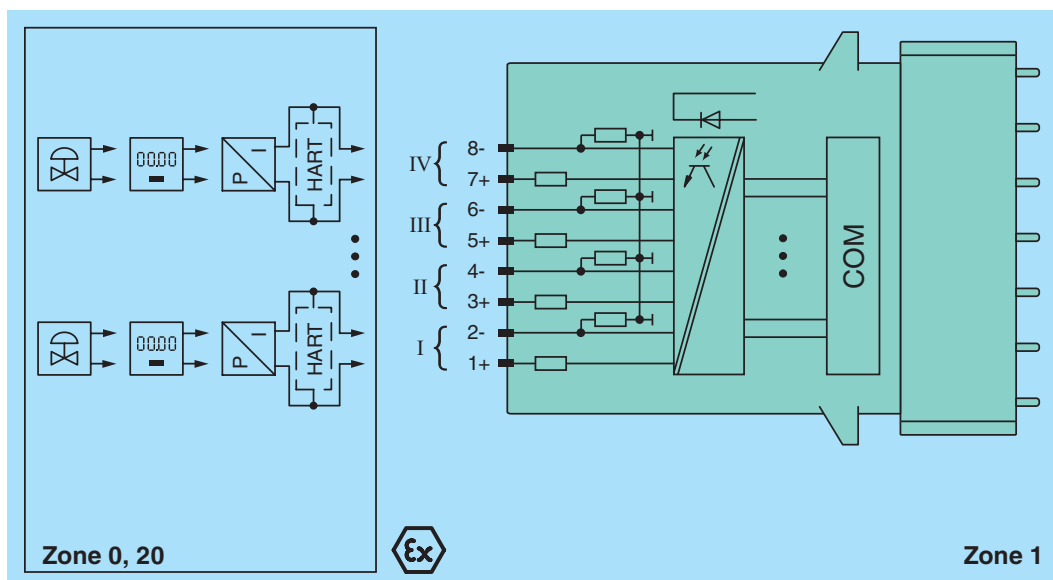 00.00
P
I
HART
00.00
P
I
HART
IV
8-
7+
III
6-
5+
II
4-
3+
I
2-
1+
COM
Zone 0, 20
Ex
Zone 1